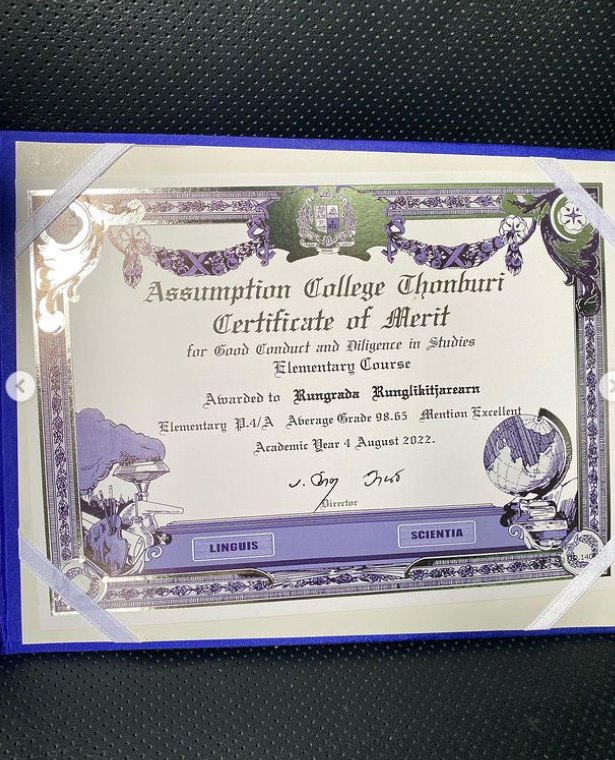 Assumption College Thonburi
Certificate of Merit
for Good Conduct and Diligence in Studies
Elementary Course
Awarded to Rungrada Runglikitjarearn
Elementary P.4/A Average Grade 98.65 Mention Excellent
Academic Year 4 August 2022.
Director
LINGUIS
SCIENTIA